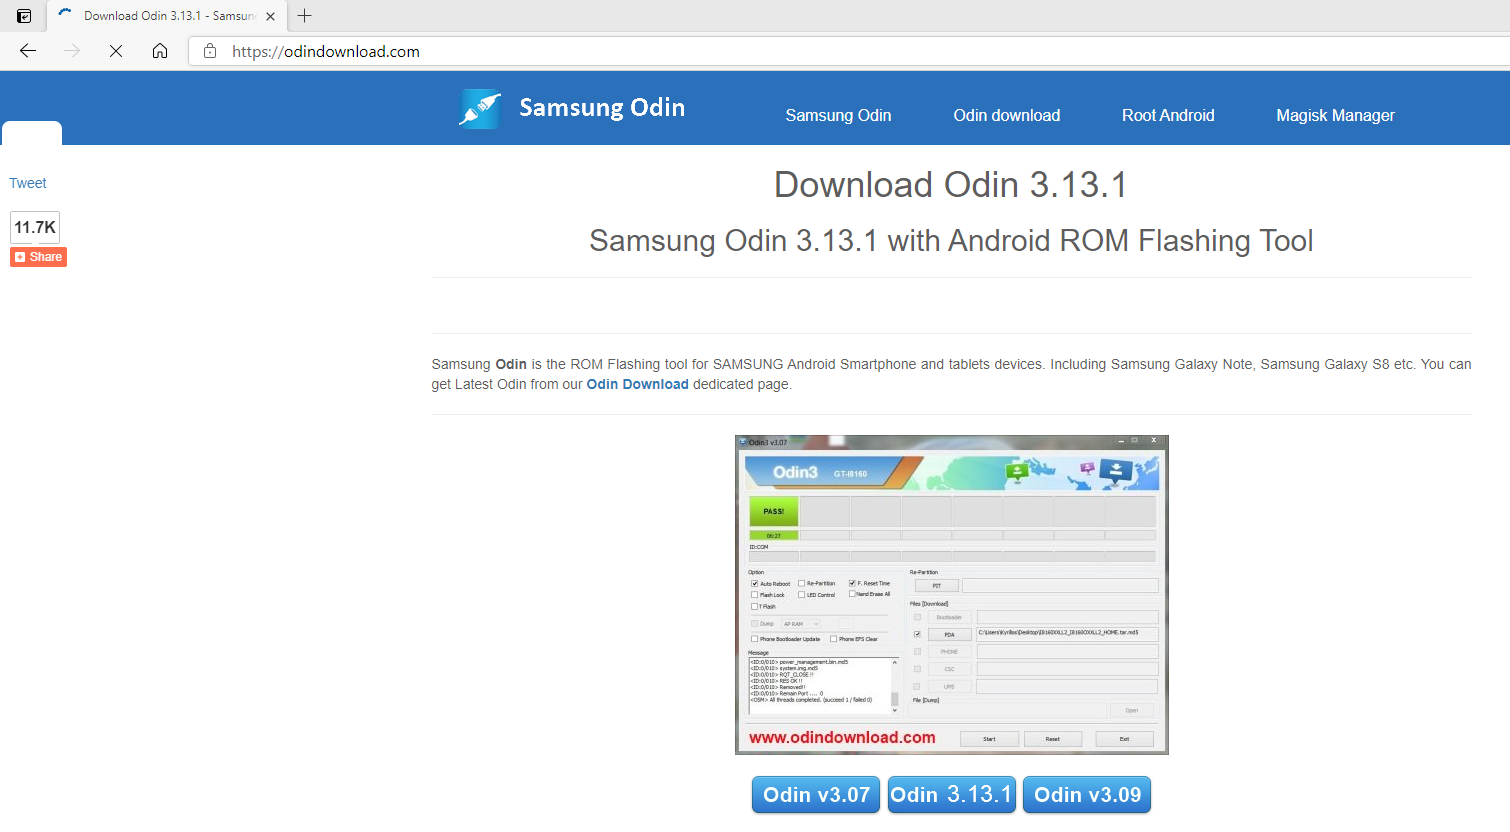 Download Odin 3.13.1 - Samsun
https://odindownload.com
Samsung Odin
Samsung Odin
Odin download
Root Android
Magisk Manager
Tweet
11.7K
Share
Download Odin 3.13.1
Samsung Odin 3.13.1 with Android ROM Flashing Tool
Samsung Odin is the ROM Flashing tool for SAMSUNG Android Smartphone and tablets devices. Including Samsung Galaxy Note, Samsung Galaxy S8 etc. You can
get Latest Odin from our Odin Download dedicated page.
Odin3 v3.07
Odin3 GT-I8160
PASS!
06:27
ID:COM
Option
Auto Reboot Re-Partition F. Reset Time
Flash Lock LED Control Nand Erase All
T Flash
Dump AP RAM
Phone Bootloader Update Phone EFS Clear
Message
<ID:0/010> power_management.bin.md5
<ID:0/010> system.img.md5
<ID:0/010> RQT_CLOSE !!
<ID:0/010> RES OK !!
<ID:0/010> Removed!!
<ID:0/010> Remain Port .... 0
<OSM> All threads completed. (succeed 1 / failed 0)
Re-Partition
PIT
Files [Download]
Bootloader
PDA
PHONE
CSC
UMS
File [Dump]
Open
www.odindownload.com
Start
Reset
Exit
Odin v3.07
Odin 3.13.1
Odin v3.09